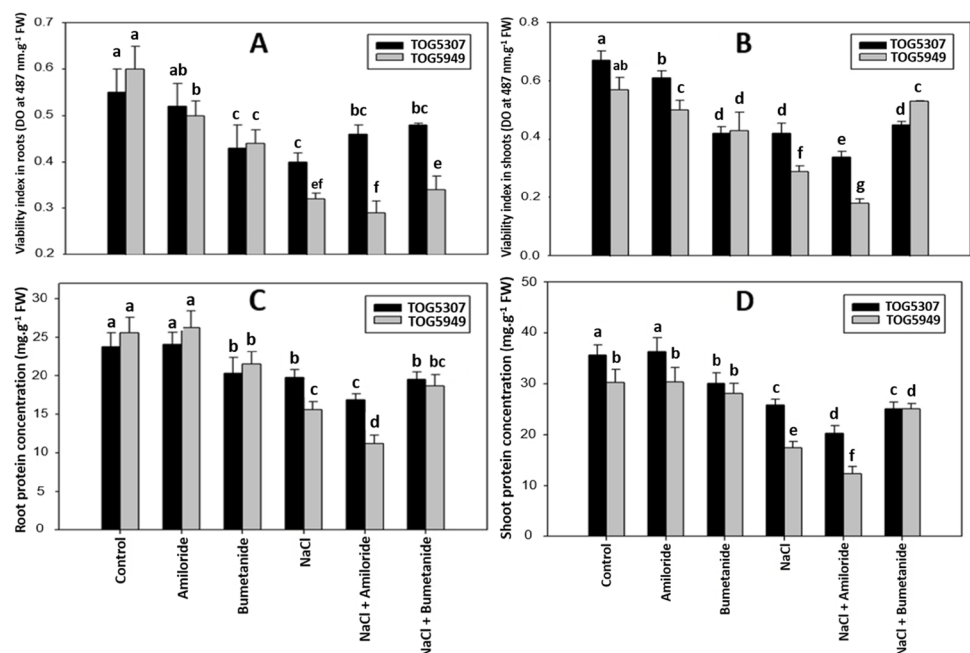 A
TOG5307
TOG5949
Viability index in roots (DO at 487 nm.g⁻¹ FW)
0.7
0.6
0.5
0.4
0.3
0.2
a a ab b c c c ef bc f bc e
B
TOG5307
TOG5949
Viability index in shoots (DO at 487 nm.g⁻¹ FW)
0.8
0.6
0.4
0.2
0.0
a ab b c d d d f e g d c
C
TOG5307
TOG5949
Root protein concentration (mg.g⁻¹ FW)
30
25
20
15
10
5
0
a a a a b b b c c d b bc
Control
Amiloride
Bumetanide
NaCl
NaCl + Amiloride
NaCl + Bumetanide
D
TOG5307
TOG5949
Shoot protein concentration (mg.g⁻¹ FW)
50
40
30
20
10
0
a b a b b b c e d f c d
Control
Amiloride
Bumetanide
NaCl
NaCl + Amiloride
NaCl + Bumetanide